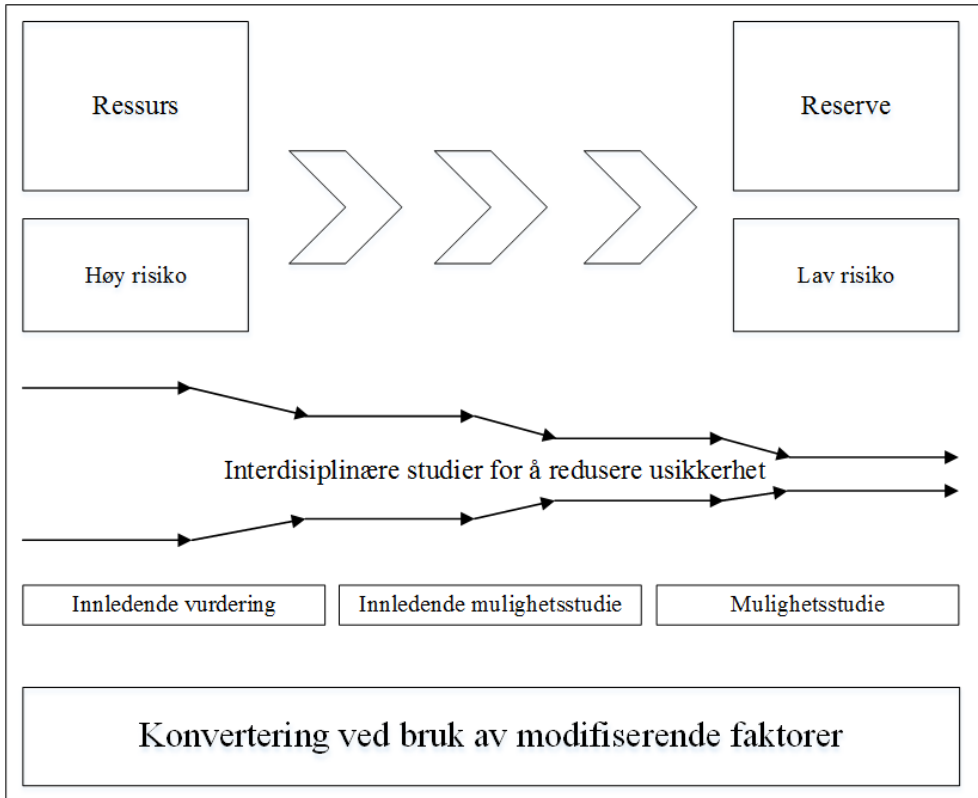 Ressurs
Reserve
Høy risiko
Lav risiko
Interdisiplinære studier for å redusere usikkerhet
Innledende vurdering
Innledende mulighetsstudie
Mulighetsstudie
Konvertering ved bruk av modifiserende faktorer